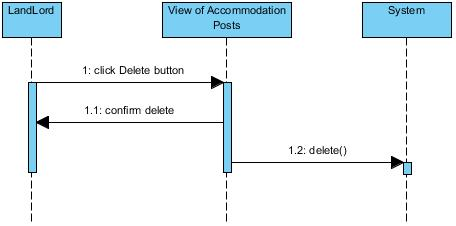 LandLord
View of Accommodation
Posts
System
1: click Delete button
1.1: confirm delete
1.2: delete()